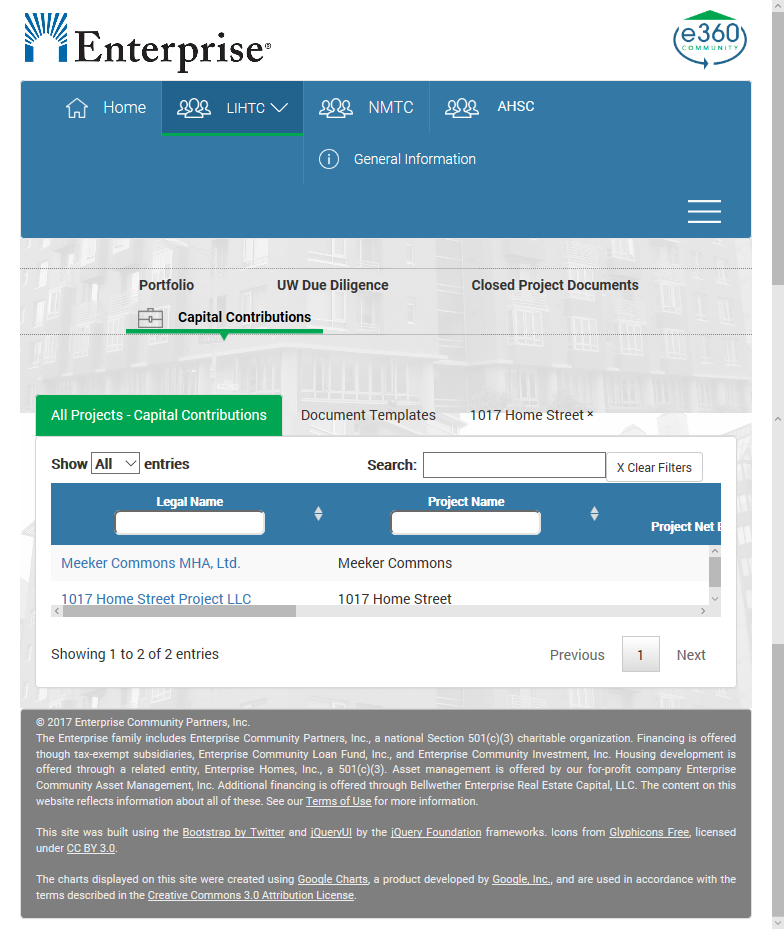 Enterprise®
e360
COMMUNITY
Home
LIHTC
NMTC
AHSC
General Information
Portfolio
UW Due Diligence
Closed Project Documents
Capital Contributions
All Projects - Capital Contributions
Document Templates
1017 Home Street ×
Show All entries
Search:
X Clear Filters
Legal Name
Project Name
Project Net
Meeker Commons MHA, Ltd.
Meeker Commons
1017 Home Street Project LLC
1017 Home Street
Showing 1 to 2 of 2 entries
Previous
1
Next
© 2017 Enterprise Community Partners, Inc.
The Enterprise family includes Enterprise Community Partners, Inc., a national Section 501(c)(3) charitable organization. Financing is offered
though tax-exempt subsidiaries, Enterprise Community Loan Fund, Inc., and Enterprise Community Investment, Inc. Housing development is
offered through a related entity, Enterprise Homes, Inc., a 501(c)(3). Asset management is offered by our for-profit company Enterprise
Community Asset Management, Inc. Additional financing is offered through Bellwether Enterprise Real Estate Capital, LLC. The content on this
website reflects information about all of these. See our Terms of Use for more information.
This site was built using the Bootstrap by Twitter and jQueryUI by the jQuery Foundation frameworks. Icons from Glyphicons Free, licensed
under CC BY 3.0.
The charts displayed on this site were created using Google Charts, a product developed by Google, Inc., and are used in accordance with the
terms described in the Creative Commons 3.0 Attribution License.